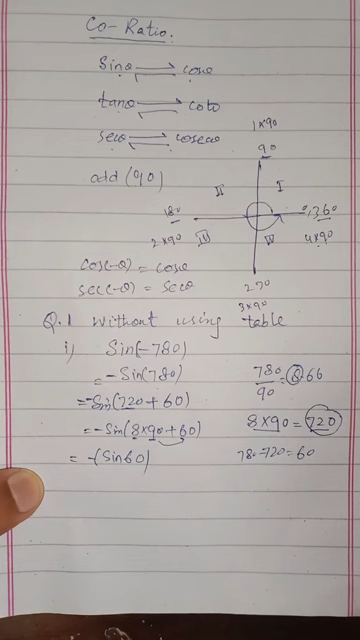 Co-Ratio.
Sinθ ⇌ cosθ
tanθ ⇌ cotθ
secθ ⇌ cosecθ
add (90)
1×90
90
II I
180 0,360
2×90 III IV 4×90
270
3×90
cos(-θ) = cosθ
sec(-θ) = secθ
Q.1 Without using table
i) Sin(-780)
= -Sin(780)
780/90 = 8.66
= -Sin(720+60)
= -Sin(8×90+60)
8×90 = 720
= -(Sin60)
780-720=60